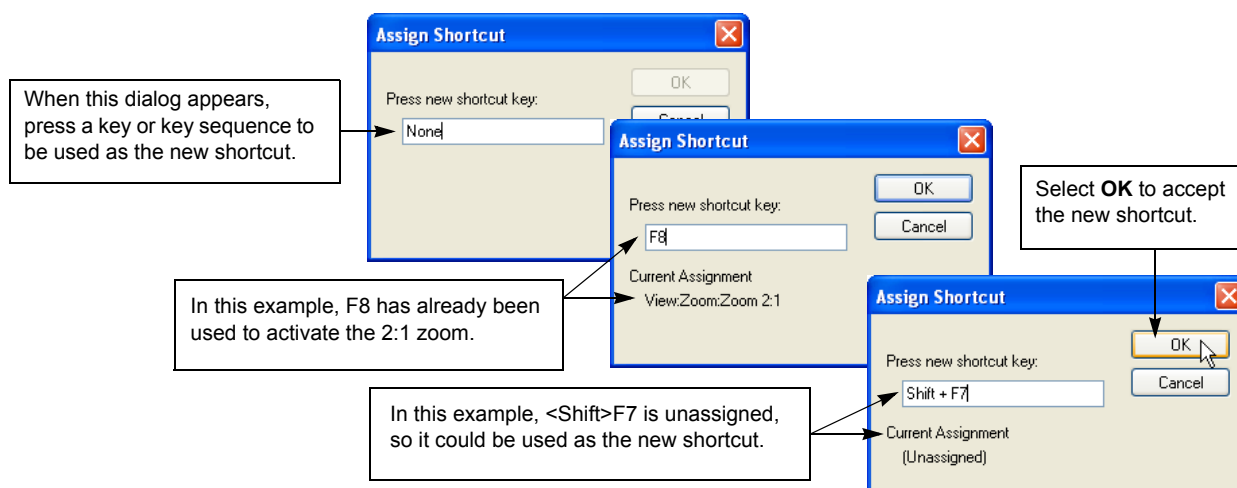 Assign Shortcut
OK
When this dialog appears,
press a key or key sequence to
be used as the new shortcut.
Press new shortcut key:
None
Cancel
Assign Shortcut
OK
Press new shortcut key:
Cancel
F8
Select OK to accept
the new shortcut.
Current Assignment
View:Zoom:Zoom 2:1
In this example, F8 has already been
used to activate the 2:1 zoom.
Assign Shortcut
OK
Press new shortcut key:
Cancel
Shift + F7
In this example, <Shift>F7 is unassigned,
so it could be used as the new shortcut.
Current Assignment
(Unassigned)